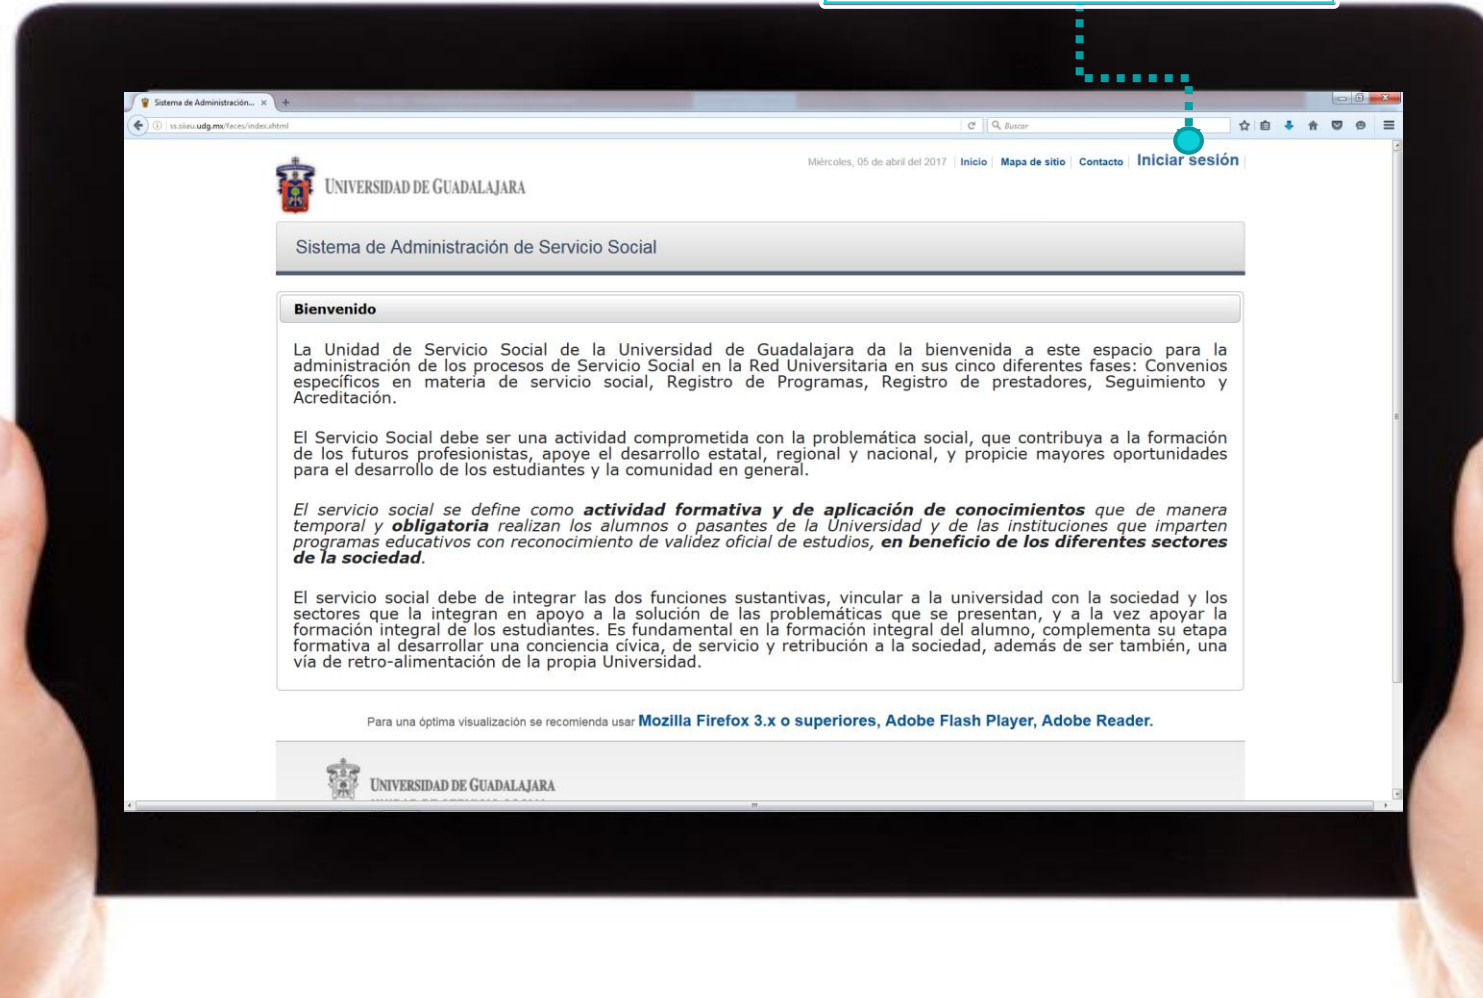 Sistema de Administración...
ss.siiau.udg.mx/faces/index.xhtml
Buscar
Miércoles, 05 de abril del 2017 | Inicio | Mapa de sitio | Contacto | Iniciar sesión
UNIVERSIDAD DE GUADALAJARA
Sistema de Administración de Servicio Social
Bienvenido
La Unidad de Servicio Social de la Universidad de Guadalajara da la bienvenida a este espacio para la
administración de los procesos de Servicio Social en la Red Universitaria en sus cinco diferentes fases: Convenios
específicos en materia de servicio social, Registro de Programas, Registro de prestadores, Seguimiento y
Acreditación.
El Servicio Social debe ser una actividad comprometida con la problemática social, que contribuya a la formación
de los futuros profesionistas, apoye el desarrollo estatal, regional y nacional, y propicie mayores oportunidades
para el desarrollo de los estudiantes y la comunidad en general.
El servicio social se define como actividad formativa y de aplicación de conocimientos que de manera
temporal y obligatoria realizan los alumnos o pasantes de la Universidad y de las instituciones que imparten
programas educativos con reconocimiento de validez oficial de estudios, en beneficio de los diferentes sectores
de la sociedad.
El servicio social debe de integrar las dos funciones sustantivas, vincular a la universidad con la sociedad y los
sectores que la integran en apoyo a la solución de las problemáticas que se presentan, y a la vez apoyar la
formación integral de los estudiantes. Es fundamental en la formación integral del alumno, complementa su etapa
formativa al desarrollar una conciencia cívica, de servicio y retribución a la sociedad, además de ser también, una
vía de retro-alimentación de la propia Universidad.
Para una óptima visualización se recomienda usar Mozilla Firefox 3.x o superiores, Adobe Flash Player, Adobe Reader.
UNIVERSIDAD DE GUADALAJARA